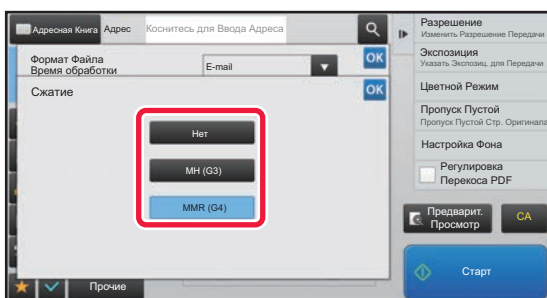 Адресная Книга
Адрес
Коснитесь для Ввода Адреса
Формат Файла
Время обработки
E-mail
OK
Сжатие
OK
Нет
MH (G3)
MMR (G4)
Прочие
Разрешение
Изменить Разрешение Передачи
Экспозиция
Указать Экспозиц. для Передачи
Цветной Режим
Пропуск Пустой
Пропуск Пустой Стр. Оригинала
Настройка Фона
Регулировка
Перекоса PDF
Предварит.
Просмотр
CA
Старт